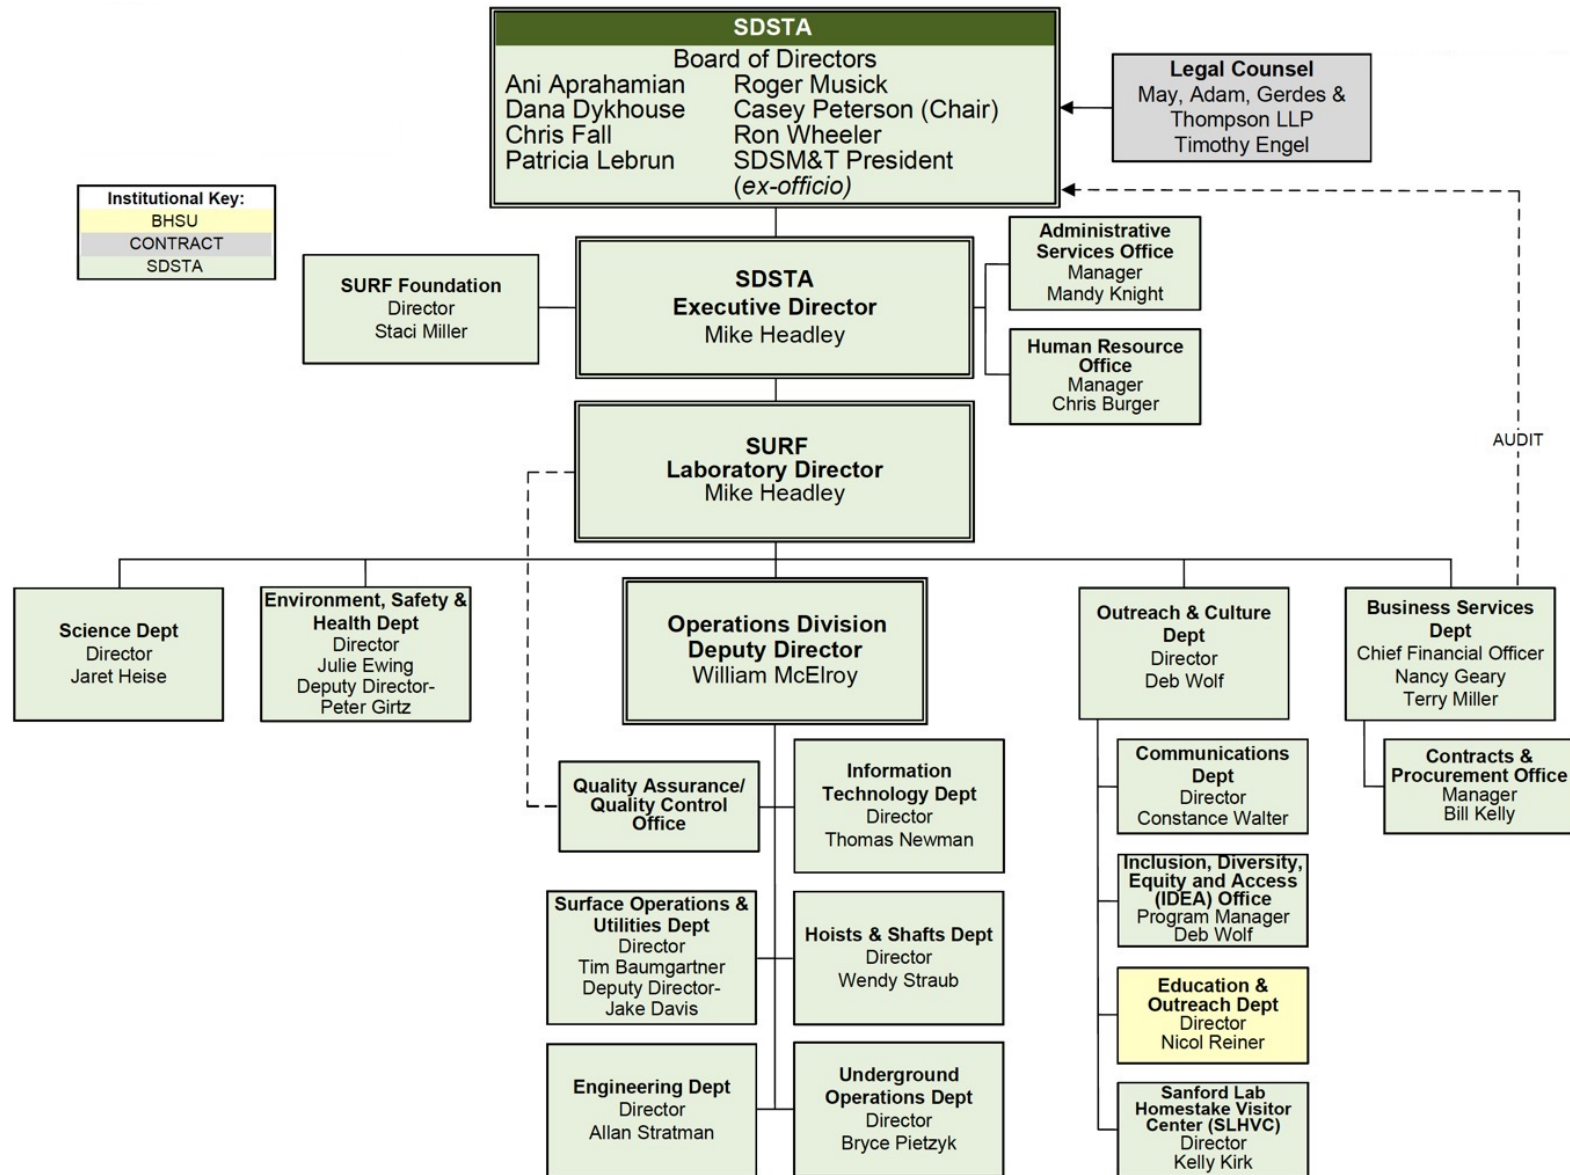 SDSTA
Board of Directors
Ani Aprahamian Roger Musick
Dana Dykhouse Casey Peterson (Chair)
Chris Fall Ron Wheeler
Patricia Lebrun SDSM&T President
(ex-officio)
Legal Counsel
May, Adam, Gerdes &
Thompson LLP
Timothy Engel
Institutional Key:
BHSU
CONTRACT
SDSTA
SURF Foundation
Director
Staci Miller
SDSTA
Executive Director
Mike Headley
Administrative
Services Office
Manager
Mandy Knight
Human Resource
Office
Manager
Chris Burger
AUDIT
SURF
Laboratory Director
Mike Headley
Science Dept
Director
Jaret Heise
Environment, Safety &
Health Dept
Director
Julie Ewing
Deputy Director-
Peter Girtz
Operations Division
Deputy Director
William McElroy
Outreach & Culture
Dept
Director
Deb Wolf
Business Services
Dept
Chief Financial Officer
Nancy Geary
Terry Miller
Quality Assurance/
Quality Control
Office
Information
Technology Dept
Director
Thomas Newman
Communications
Dept
Director
Constance Walter
Contracts &
Procurement Office
Manager
Bill Kelly
Surface Operations &
Utilities Dept
Director
Tim Baumgartner
Deputy Director-
Jake Davis
Hoists & Shafts Dept
Director
Wendy Straub
Inclusion, Diversity,
Equity and Access
(IDEA) Office
Program Manager
Deb Wolf
Education &
Outreach Dept
Director
Nicol Reiner
Engineering Dept
Director
Allan Stratman
Underground
Operations Dept
Director
Bryce Pietzyk
Sanford Lab
Homestake Visitor
Center (SLHVC)
Director
Kelly Kirk